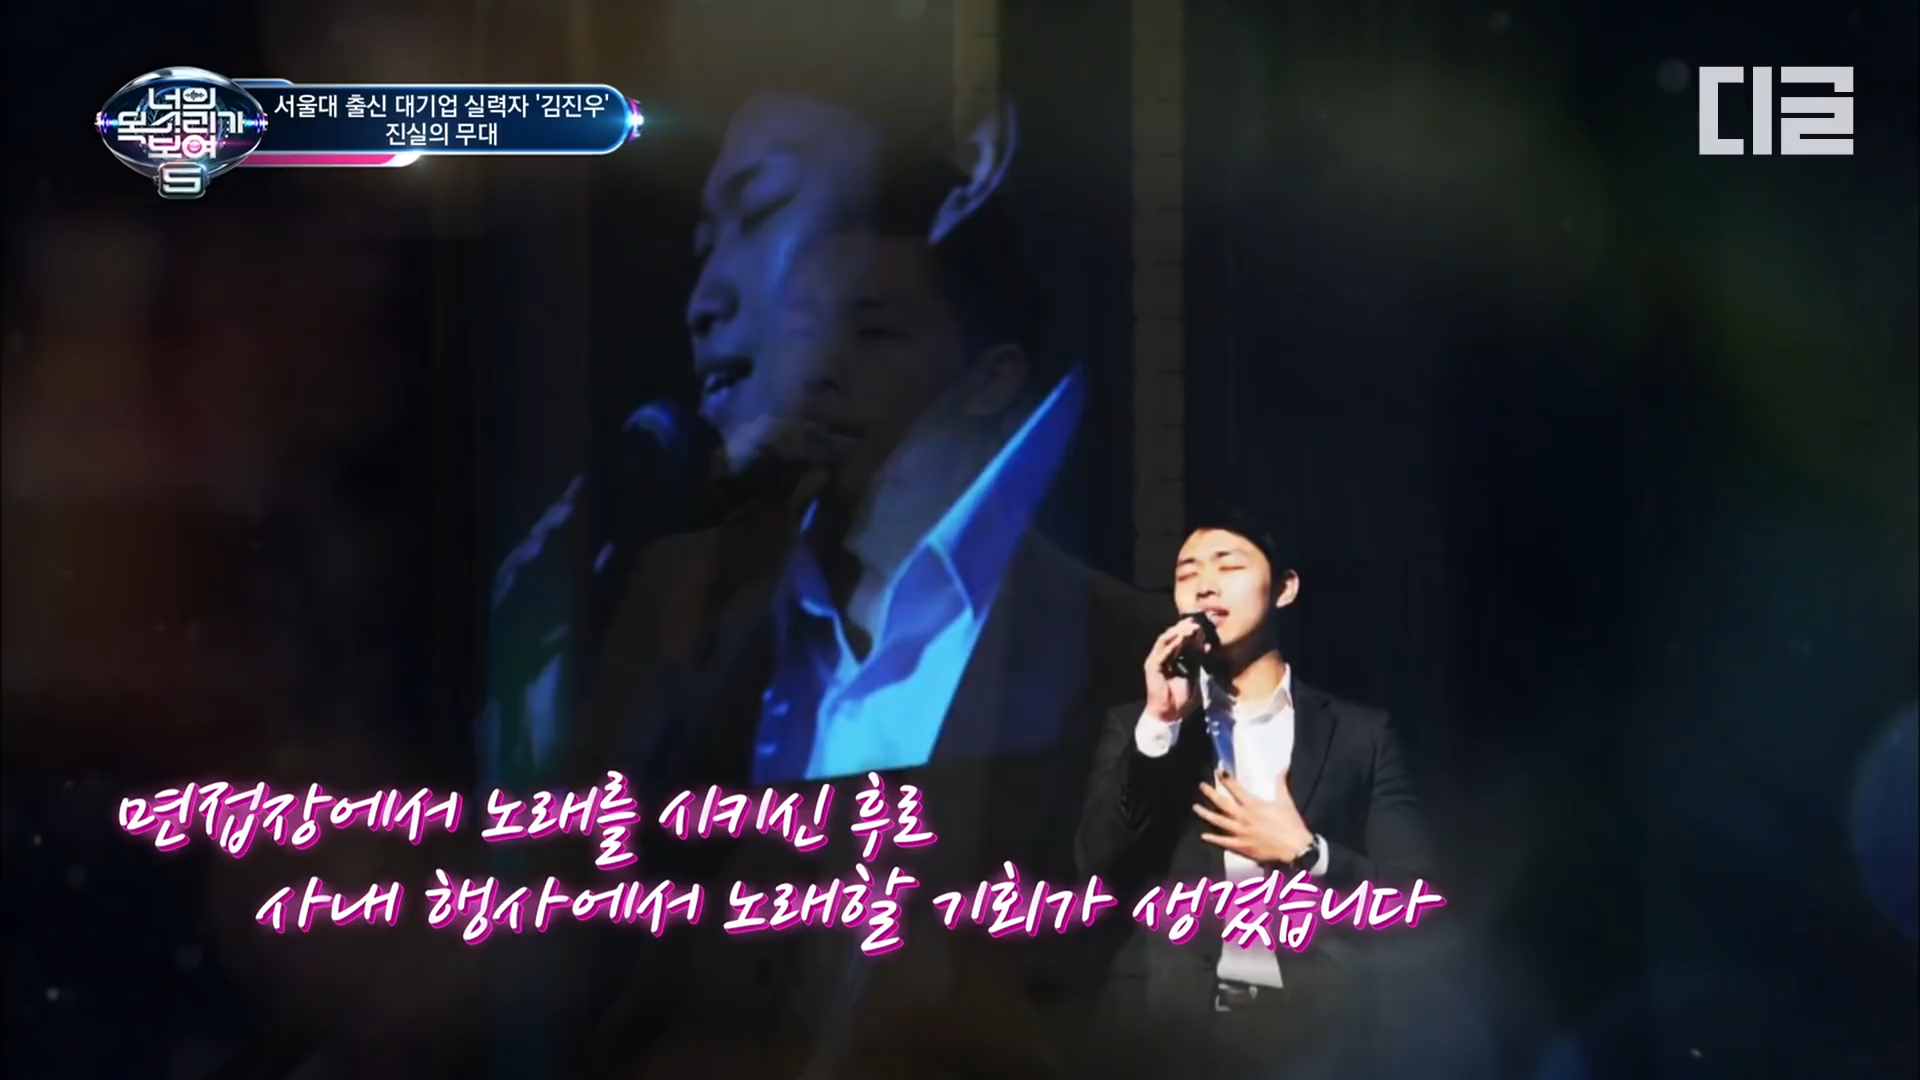 너의
목소리가
보여
5
서울대 출신 대기업 실력자 '김진우'
진실의 무대
디글
면접장에서 노래를 시키신 후로
사내 행사에서 노래할 기회가 생겼습니다